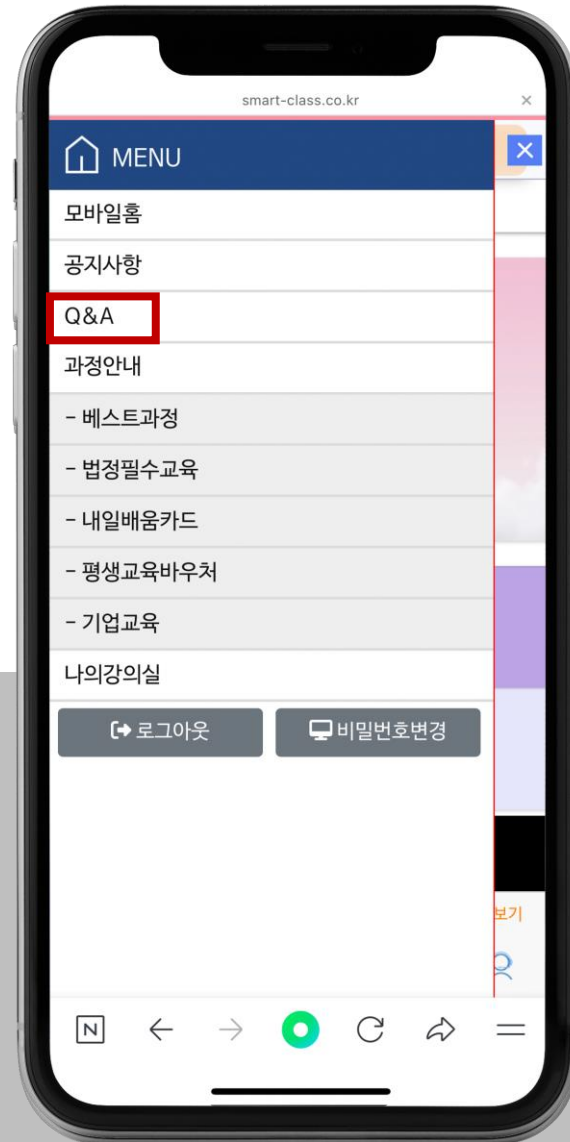 smart-class.co.kr
MENU
모바일홈
공지사항
Q&A
과정안내
- 베스트과정
- 법정필수교육
- 내일배움카드
- 평생교육바우처
- 기업교육
나의강의실
로그아웃 비밀번호변경
보기
N